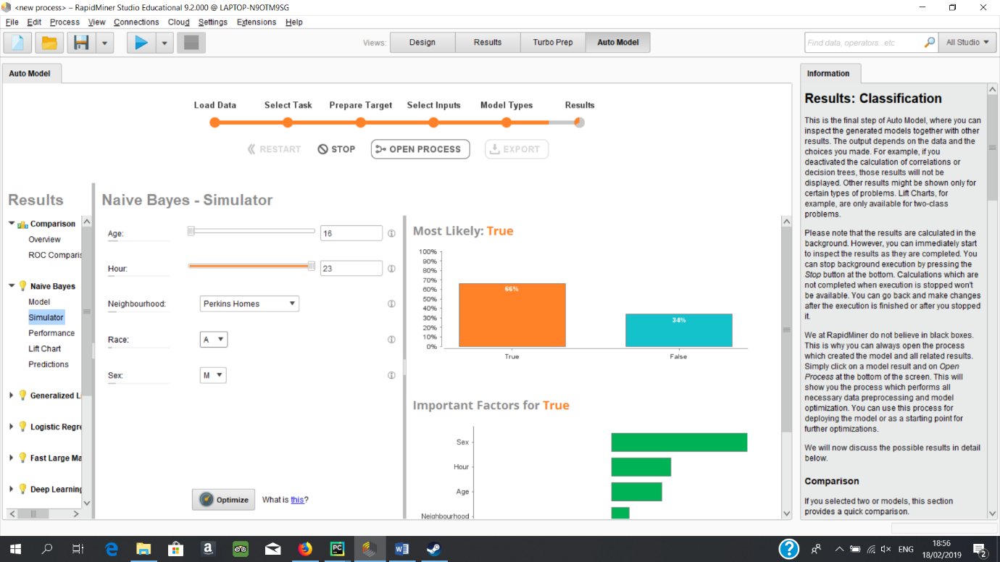 <new process> – RapidMiner Studio Educational 9.2.000 @ LAPTOP-N9OTM9SG
File Edit Process View Connections Cloud Settings Extensions Help
Views: Design Results Turbo Prep Auto Model
Find data, operators...etc All Studio
Auto Model
Load Data Select Task Prepare Target Select Inputs Model Types Results
RESTART STOP OPEN PROCESS EXPORT
Results
Comparison
Overview
ROC Comparis
Naive Bayes
Model
Simulator
Performance
Lift Chart
Predictions
Generalized Li
Logistic Regre
Fast Large Ma
Deep Learning
Naive Bayes - Simulator
Age: 16
Hour: 23
Neighbourhood: Perkins Homes
Race: A
Sex: M
Optimize What is this?
Most Likely: True
100%
90%
80%
70%
60%
50%
40%
30%
20%
10%
0%
66%
34%
True False
Important Factors for True
Sex
Hour
Age
Neighbourhood
Information
Results: Classification
This is the final step of Auto Model, where you can
inspect the generated models together with other
results. The output depends on the data and the
choices you made. For example, if you
deactivated the calculation of correlations or
decision trees, those results will not be
displayed. Other results might be shown only for
certain types of problems. Lift Charts, for
example, are only available for two-class
problems.
Please note that the results are calculated in the
background. However, you can immediately start
to inspect the results as they are completed. You
can stop background execution by pressing the
Stop button at the bottom. Calculations which are
not completed when execution is stopped won't
be available. You can go back and make changes
after the execution is finished or after you stopped
it.
We at RapidMiner do not believe in black boxes.
This is why you can always open the process
which created the model and all related results.
Simply click on a model result and on Open
Process at the bottom of the screen. This will
show you the process which performs all
necessary data preprocessing and model
optimization. You can use this process for
deploying the model or as a starting point for
further optimizations.
We will now discuss the possible results in detail
below.
Comparison
If you selected two or models, this section
provides a quick comparison.
ENG
18:56
18/02/2019
2